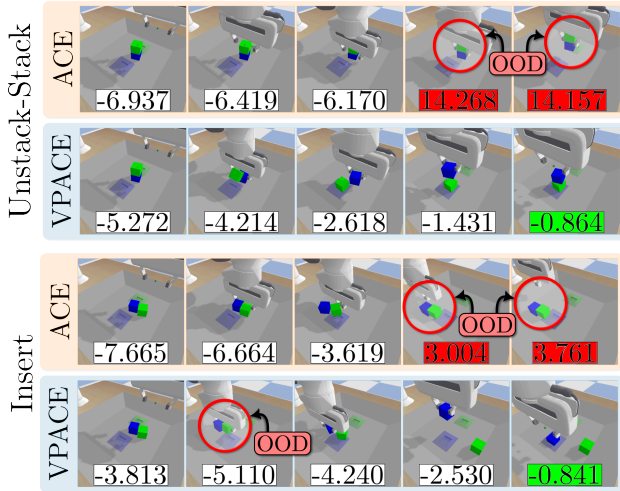 Unstack-Stack
ACE
OOD
-6.937 -6.419 -6.170 14.268 14.157
VPACE
-5.272 -4.214 -2.618 -1.431 -0.864
Insert
ACE
OOD
-7.665 -6.664 -3.619 3.004 3.761
VPACE
OOD
-3.813 -5.110 -4.240 -2.530 -0.841